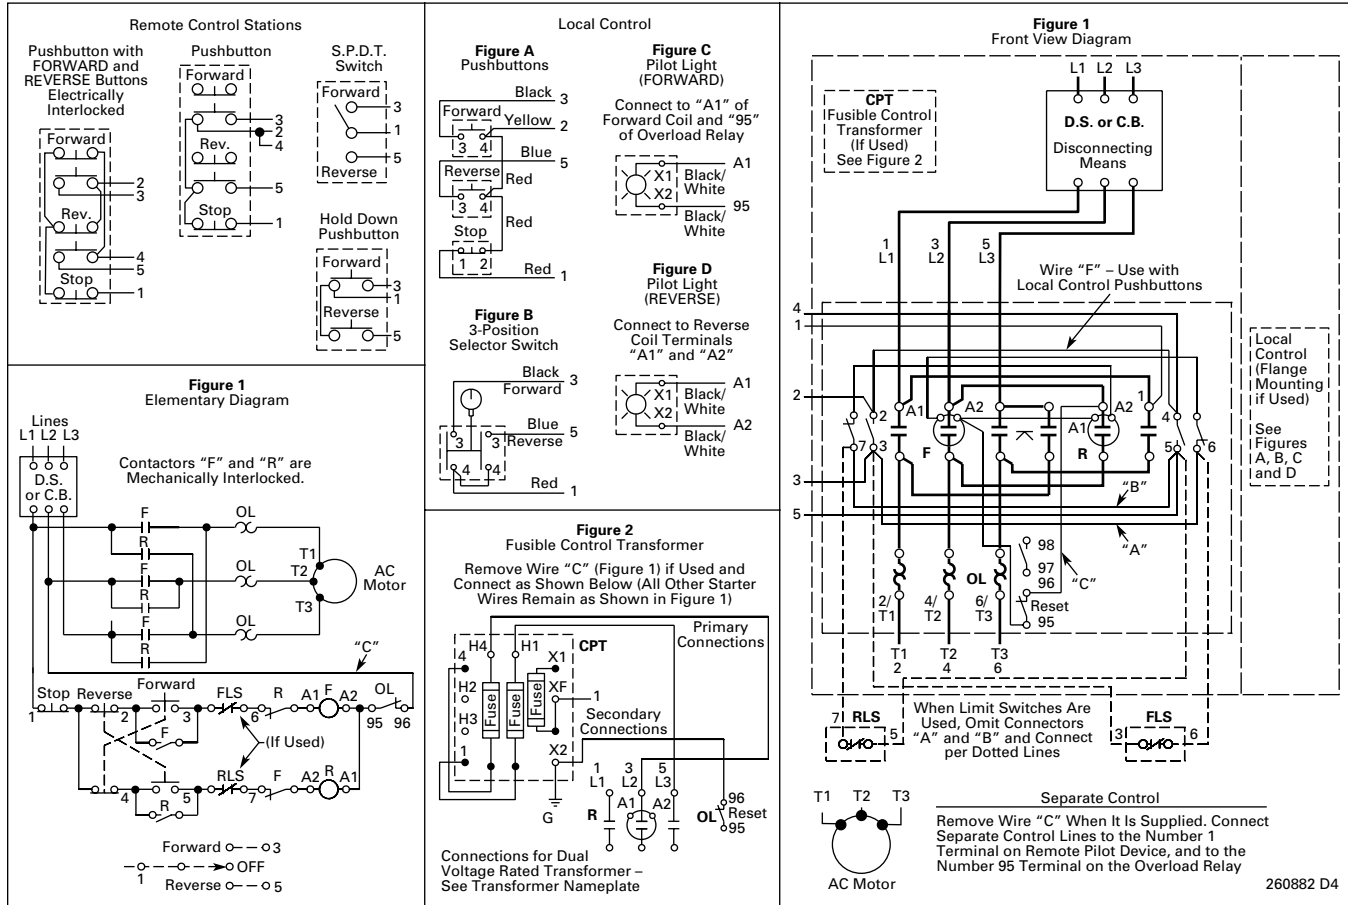 Remote Control Stations
Pushbutton with
FORWARD and
REVERSE Buttons
Electrically
Interlocked
Forward
2
3
Rev.
4
5
Stop
1
Pushbutton
Forward
3
2
4
Rev.
5
Stop
1
S.P.D.T.
Switch
Forward
3
1
5
Reverse
Hold Down
Pushbutton
Forward
3
1
Reverse
5
Local Control
Figure A
Pushbuttons
Black 3
Forward
Yellow 2
3 4
Blue 5
Reverse
Red
3 4
Red
Stop
1 2
Red 1
Figure B
3-Position
Selector Switch
Black 3
Forward
Blue 5
Reverse
3 3
4 4
Red 1
Figure C
Pilot Light
(FORWARD)
Connect to “A1” of
Forward Coil and “95”
of Overload Relay
A1
X1
Black/
White
X2
95
Black/
White
Figure D
Pilot Light
(REVERSE)
Connect to Reverse
Coil Terminals
“A1” and “A2”
A1
X1
Black/
White
X2
A2
Black/
White
Figure 1
Elementary Diagram
Lines
L1 L2 L3
D.S.
or C.B.
Contactors “F” and “R” are
Mechanically Interlocked.
F OL
R
F OL
R
F OL
R
T1
T2
T3
AC
Motor
“C”
Stop Reverse Forward FLS R A1 F A2 OL
1 2 3 6 95 96
F
(If Used)
RLS F A2 R A1
4 5 7
R
Forward 3
OFF
1
Reverse 5
Figure 2
Fusible Control Transformer
Remove Wire “C” (Figure 1) if Used and
Connect as Shown Below (All Other Starter
Wires Remain as Shown in Figure 1)
Primary
Connections
H4 H1 CPT
4 X1
H2 Fuse Fuse Fuse XF 1
H3
Secondary
Connections
1 X2
G
1 3 5
L1 L2 L3
R A1 A2
96
OL Reset
95
Connections for Dual
Voltage Rated Transformer –
See Transformer Nameplate
Figure 1
Front View Diagram
L1 L2 L3
CPT
Fusible Control
Transformer
(If Used)
See Figure 2
D.S. or C.B.
Disconnecting
Means
1 3 5
L1 L2 L3
Wire “F” – Use with
Local Control Pushbuttons
4
1
2
3
5
2 A1 A2 A1 A2 1 4
7 3 F R 5 6
Local
Control
(Flange
Mounting
if Used)
See
Figures
A, B, C
and D
“B”
“A”
“C”
OL
98
97
96
Reset
95
2/ 4/ 6/
T1 T2 T3
T1 T2 T3
2 4 6
7 RLS 5
When Limit Switches Are
Used, Omit Connectors
“A” and “B” and Connect
per Dotted Lines
FLS
3 6
T1 T2 T3
AC Motor
Separate Control
Remove Wire “C” When It Is Supplied. Connect
Separate Control Lines to the Number 1
Terminal on Remote Pilot Device, and to the
Number 95 Terminal on the Overload Relay
260882 D4